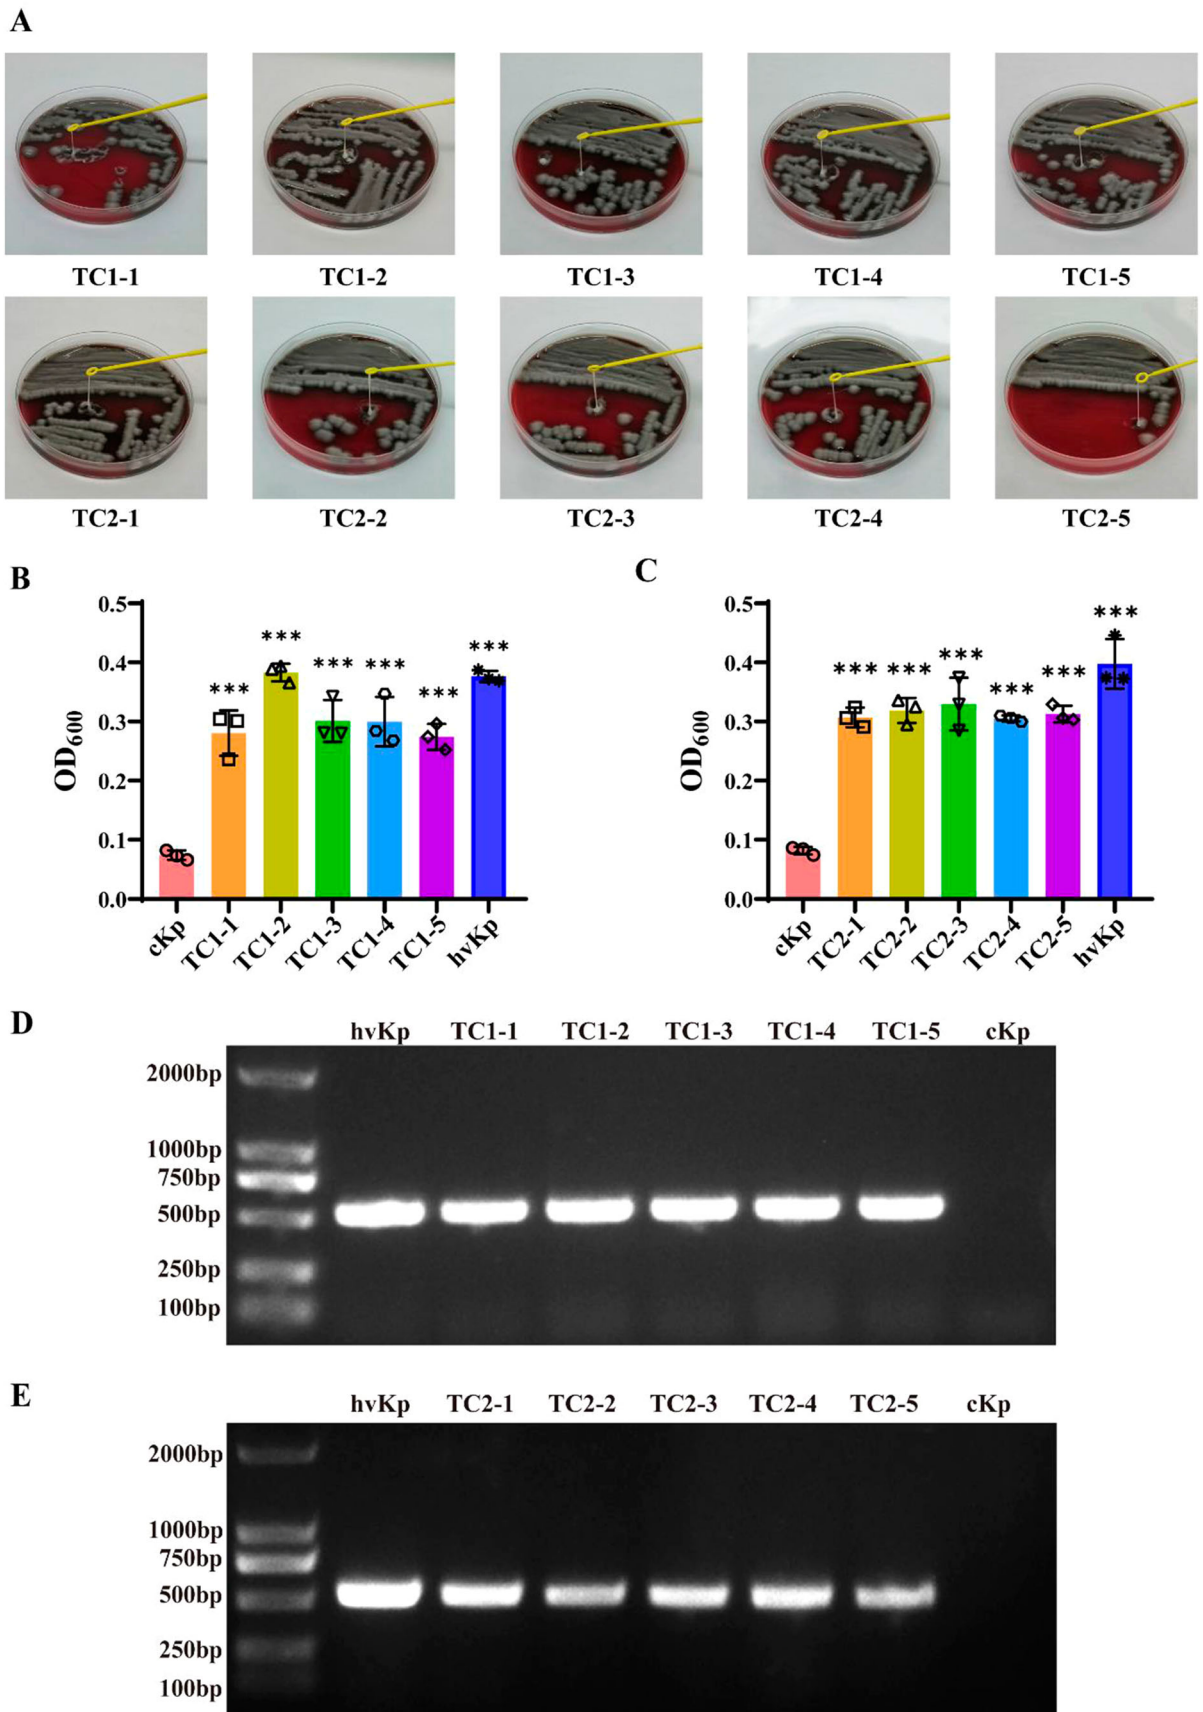 A
TC1-1 TC1-2 TC1-3 TC1-4 TC1-5
TC2-1 TC2-2 TC2-3 TC2-4 TC2-5
B
OD600
0.5
0.4
0.3
0.2
0.1
0.0
*** *** *** *** *** ***
cKp TC1-1 TC1-2 TC1-3 TC1-4 TC1-5 hvKp
C
OD600
0.5
0.4
0.3
0.2
0.1
0.0
*** *** *** *** *** ***
cKp TC2-1 TC2-2 TC2-3 TC2-4 TC2-5 hvKp
D
hvKp TC1-1 TC1-2 TC1-3 TC1-4 TC1-5 cKp
2000bp
1000bp
750bp
500bp
250bp
100bp
E
hvKp TC2-1 TC2-2 TC2-3 TC2-4 TC2-5 cKp
2000bp
1000bp
750bp
500bp
250bp
100bp